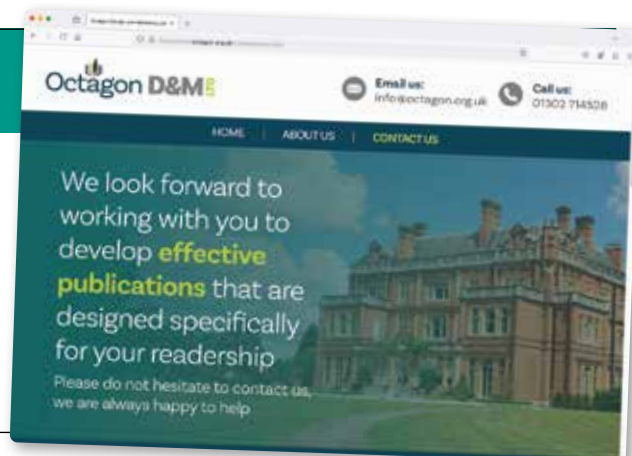 Octagon D&M LTD
Email us:
info@octagon.org.uk
Call us:
01302 714528
HOME | ABOUT US | CONTACT US
We look forward to
working with you to
develop effective
publications that are
designed specifically
for your readership
Please do not hesitate to contact us,
we are always happy to help